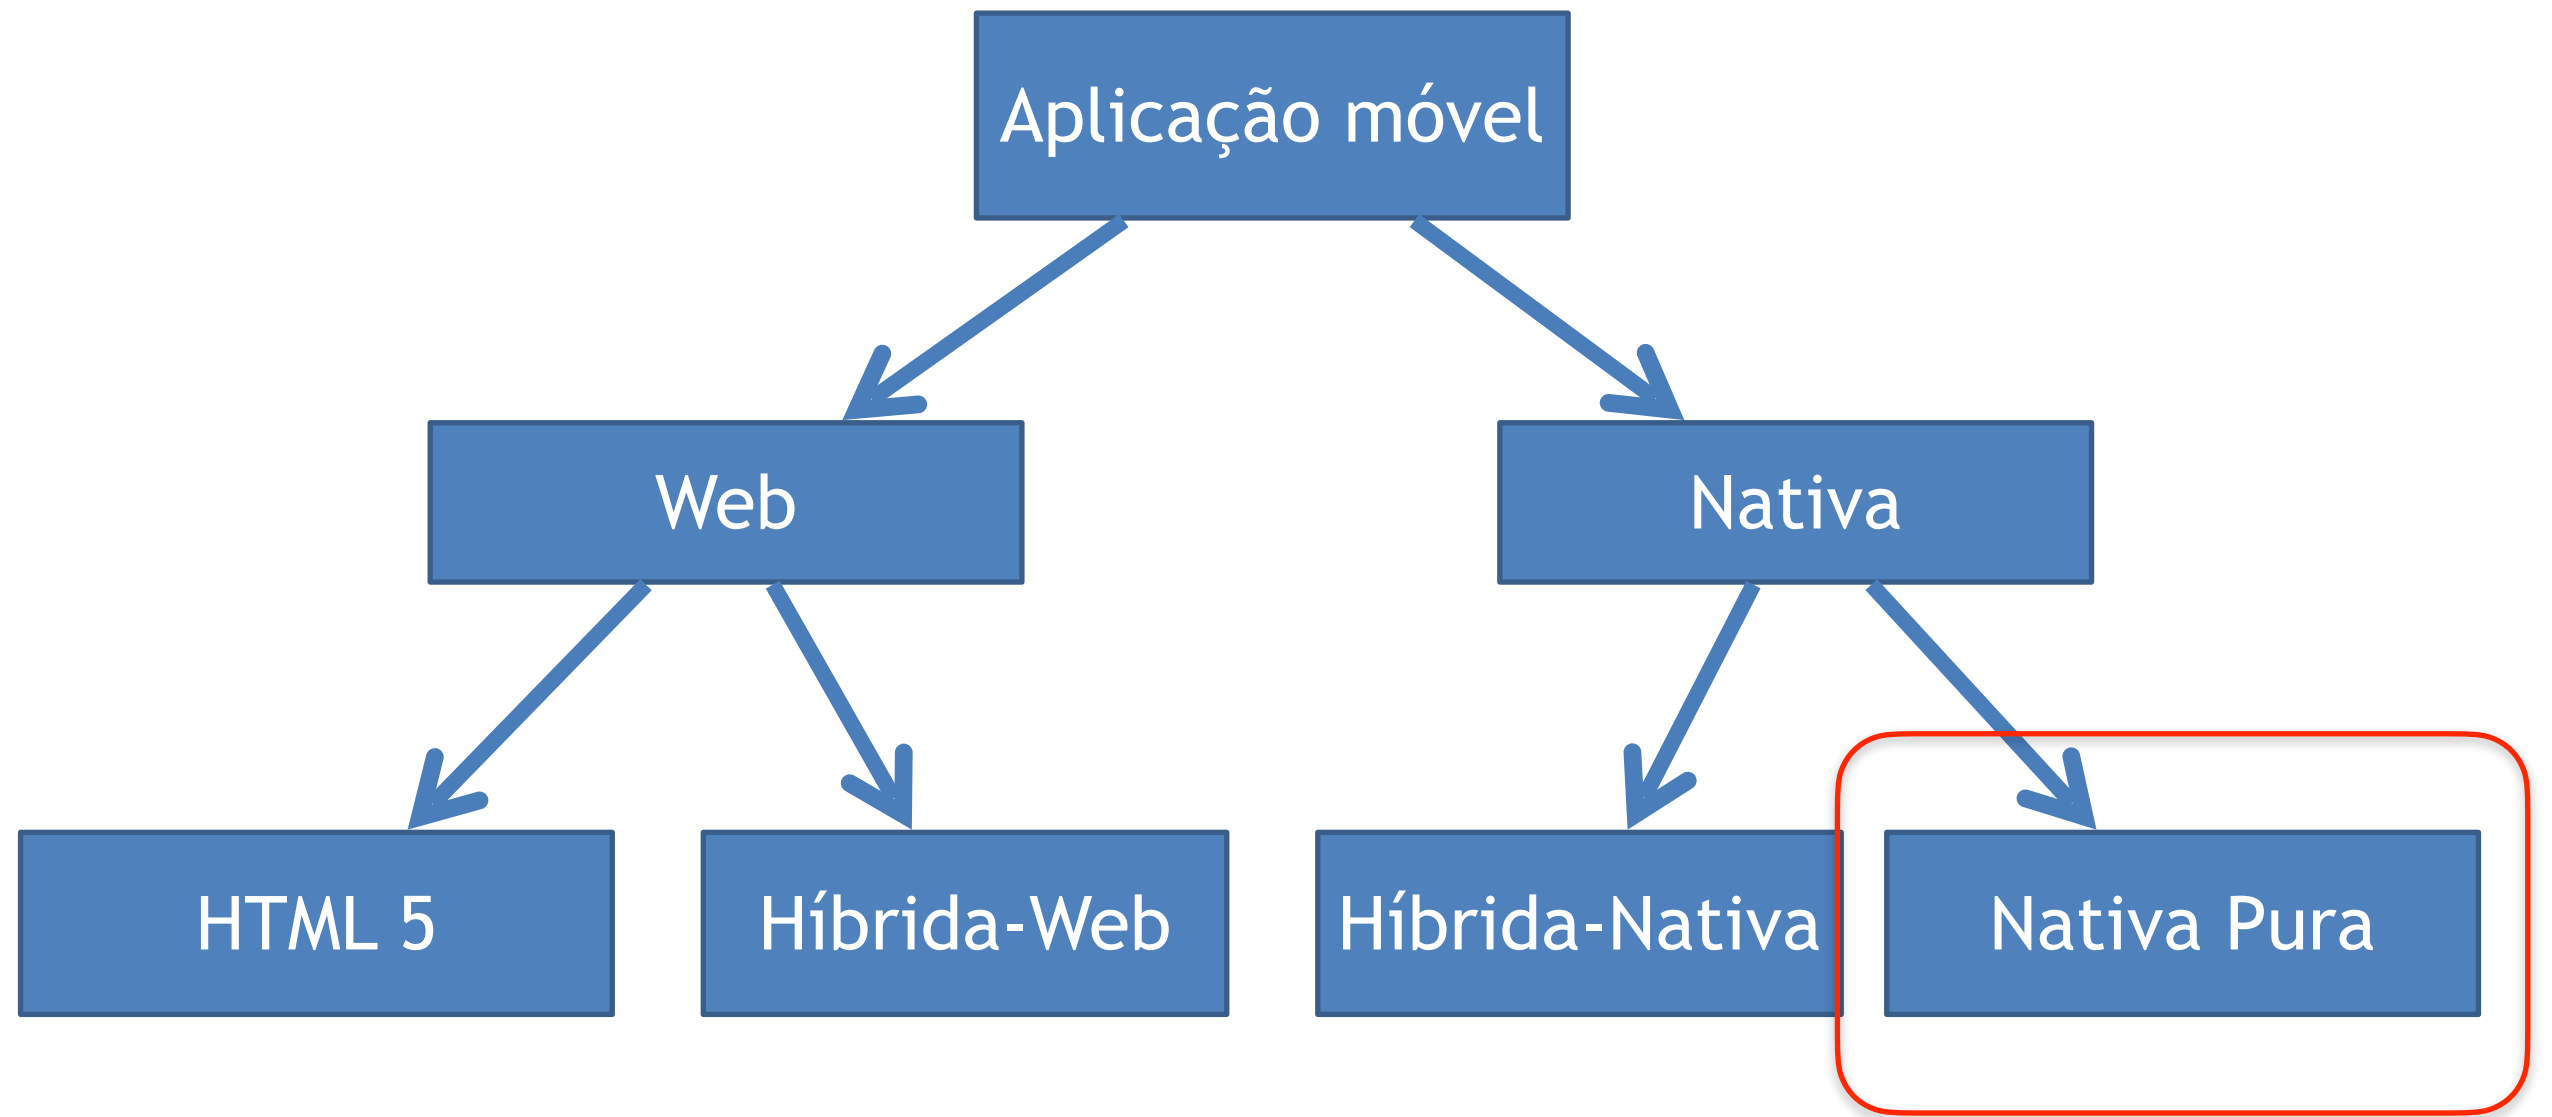 Aplicação móvel
Web
Nativa
HTML 5
Híbrida-Web
Híbrida-Nativa
Nativa Pura